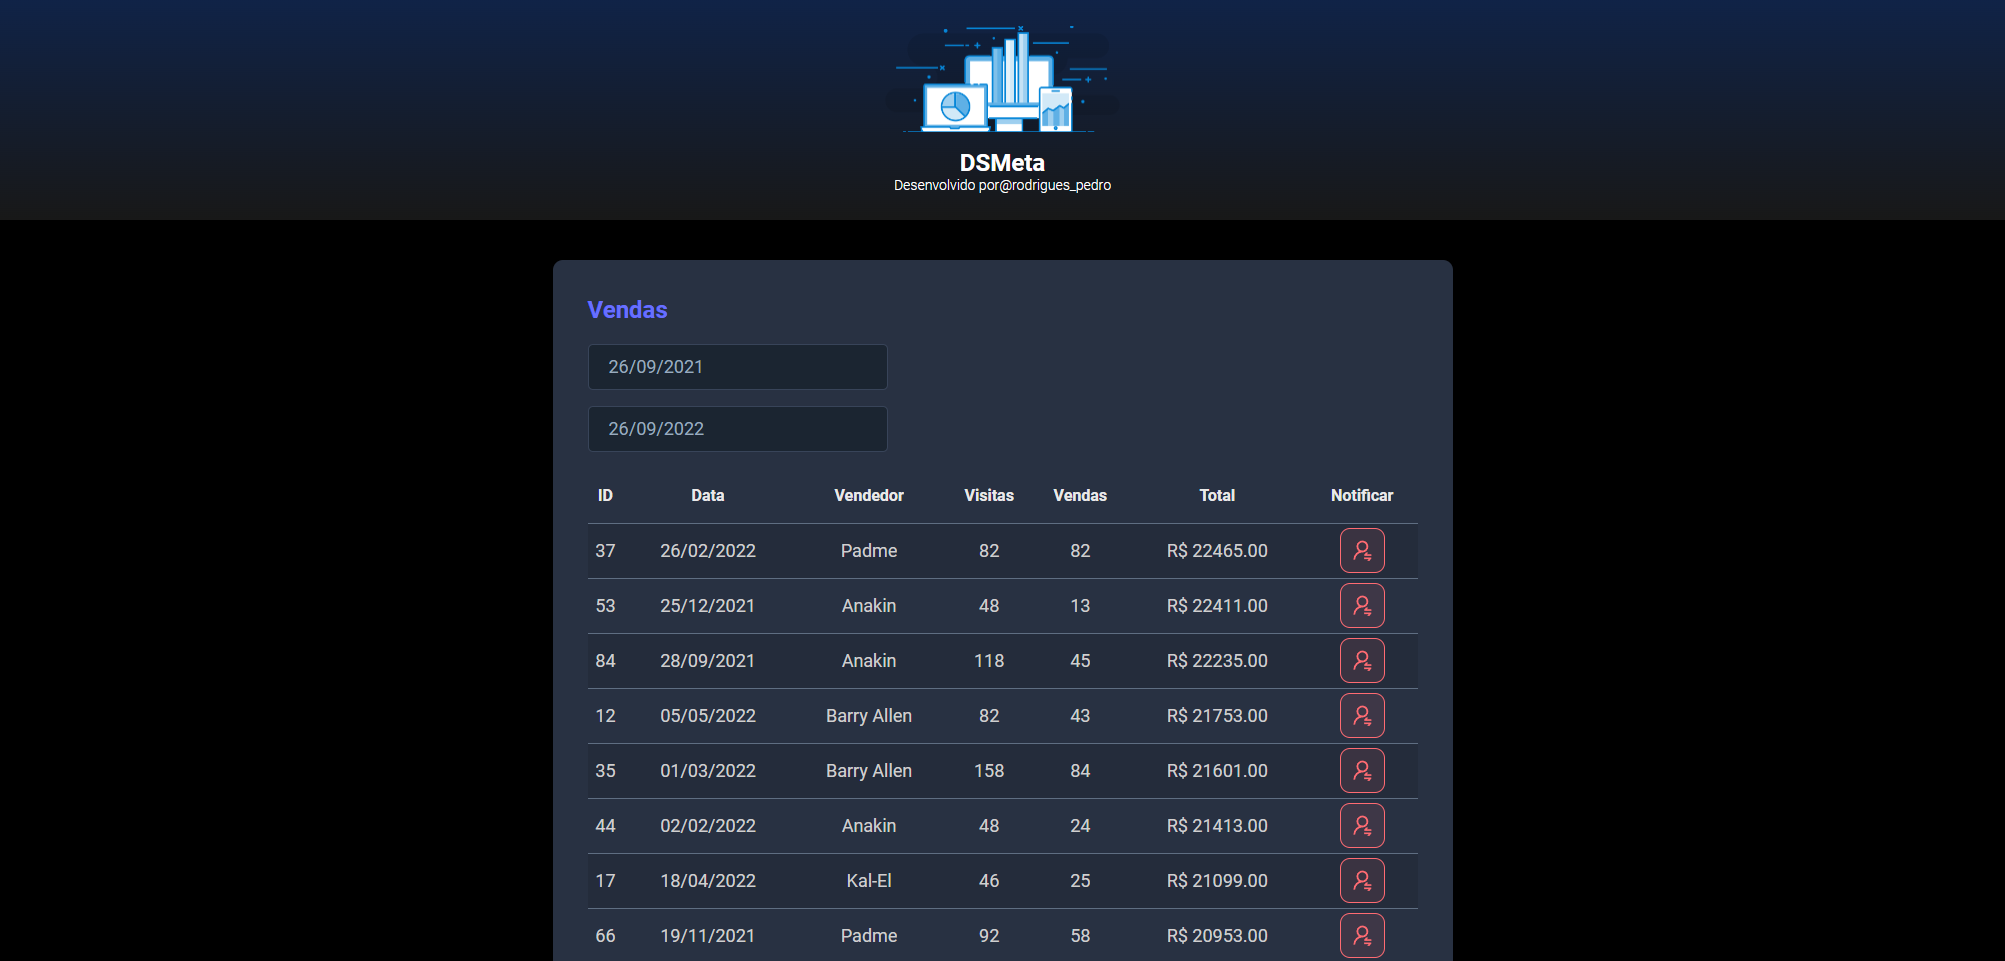 DSMeta
Desenvolvido por@rodrigues_pedro
Vendas
26/09/2021
26/09/2022
ID Data Vendedor Visitas Vendas Total Notificar
37 26/02/2022 Padme 82 82 R$ 22465.00
53 25/12/2021 Anakin 48 13 R$ 22411.00
84 28/09/2021 Anakin 118 45 R$ 22235.00
12 05/05/2022 Barry Allen 82 43 R$ 21753.00
35 01/03/2022 Barry Allen 158 84 R$ 21601.00
44 02/02/2022 Anakin 48 24 R$ 21413.00
17 18/04/2022 Kal-El 46 25 R$ 21099.00
66 19/11/2021 Padme 92 58 R$ 20953.00